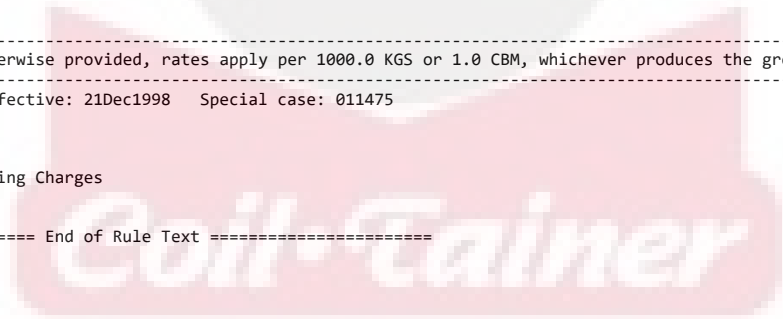 --------------------------------------------------------------------------------
erwise provided, rates apply per 1000.0 KGS or 1.0 CBM, whichever produces the gr
--------------------------------------------------------------------------------
fective: 21Dec1998   Special case: 011475
ing Charges
==== End of Rule Text =======================
Coil-Tainer